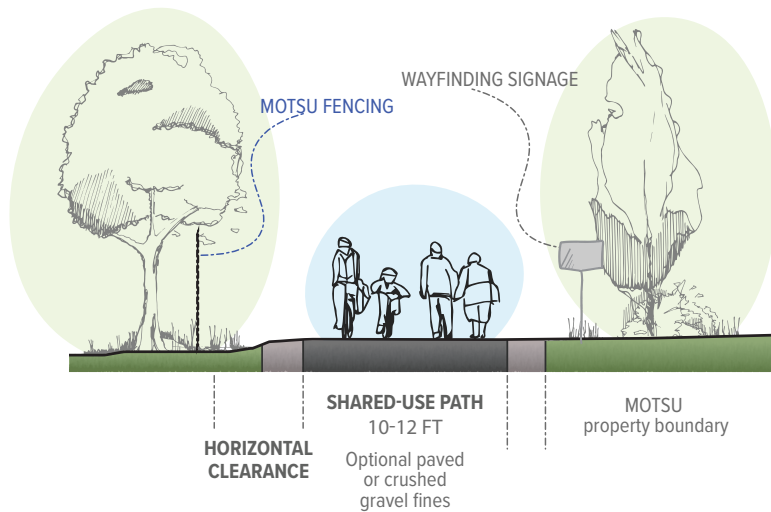 WAYFINDING SIGNAGE
MOTSU FENCING
HORIZONTAL
CLEARANCE
SHARED-USE PATH
10-12 FT
Optional paved
or crushed
gravel fines
MOTSU
property boundary